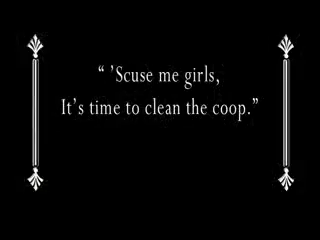 “ ’Scuse me girls,
It’s time to clean the coop.”